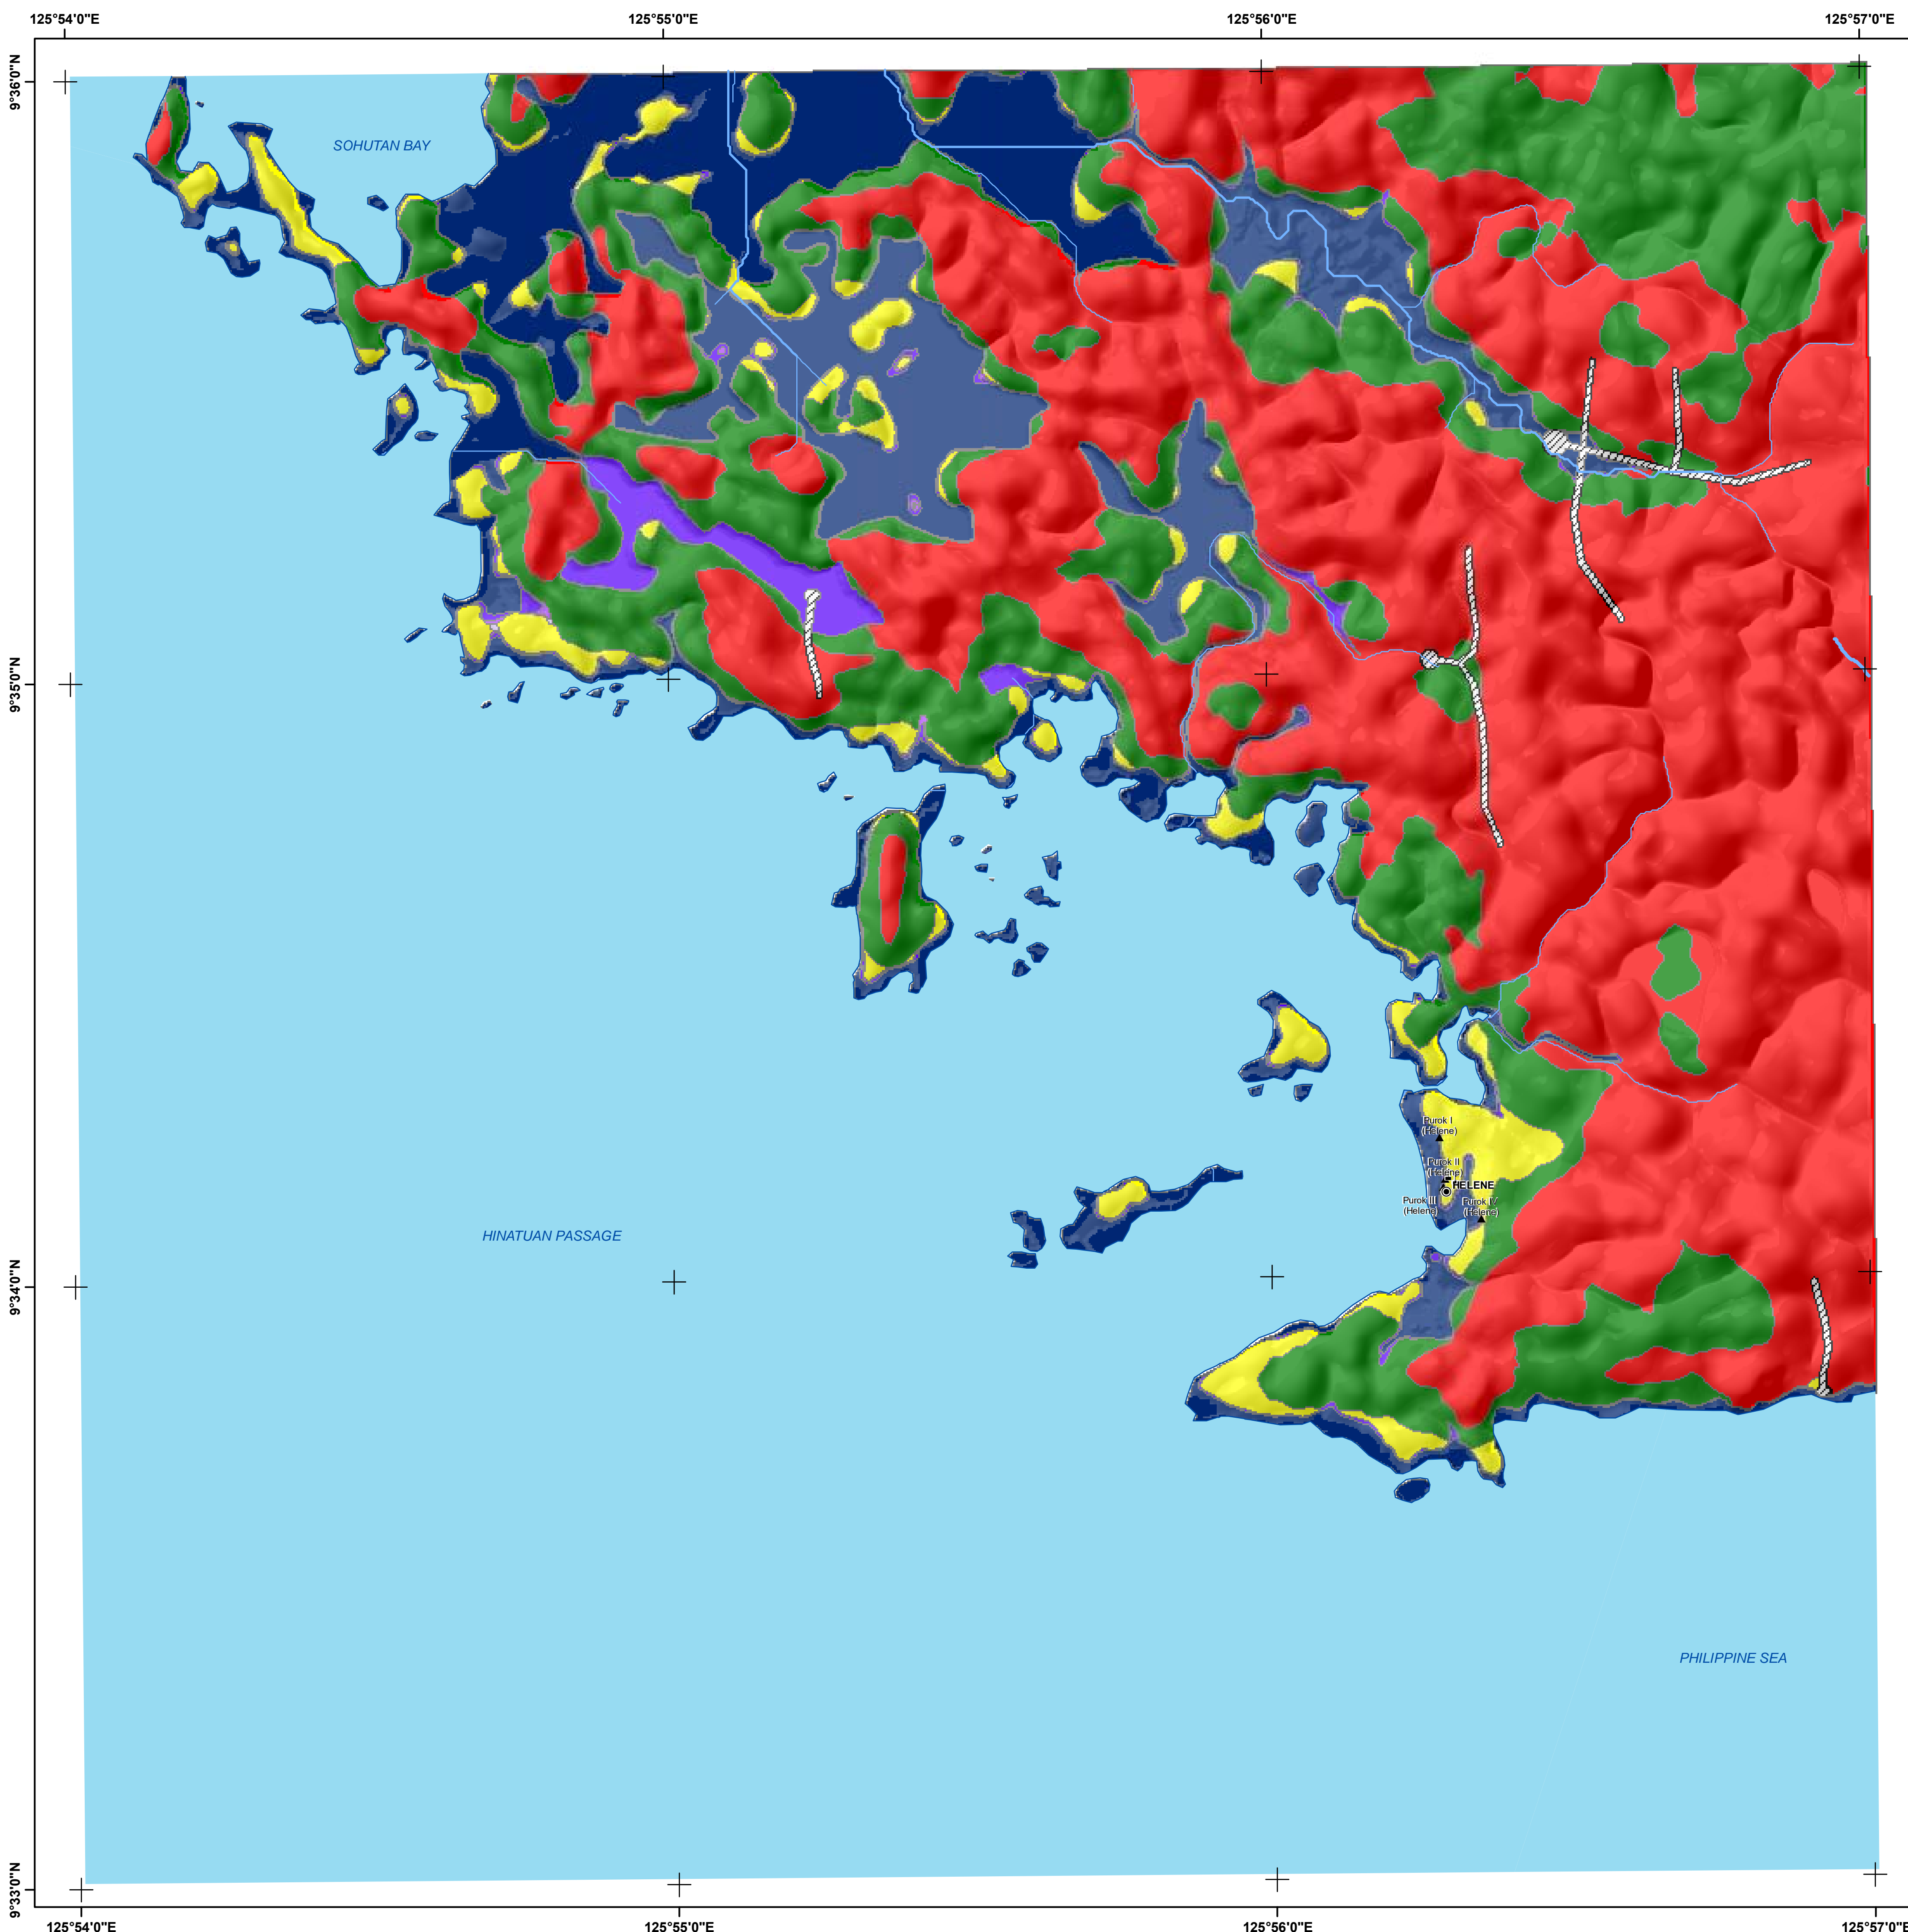 125°54'0"E 125°55'0"E 125°56'0"E 125°57'0"E
9°36'0"N
SOHUTAN BAY
9°35'0"N
Purok I
(Helene)
Purok II
(Helene)
HELENE
Purok III
(Helene)
Purok IV
(Helene)
HINATUAN PASSAGE
9°34'0"N
PHILIPPINE SEA
9°33'0"N
125°54'0"E 125°55'0"E 125°56'0"E 125°57'0"E